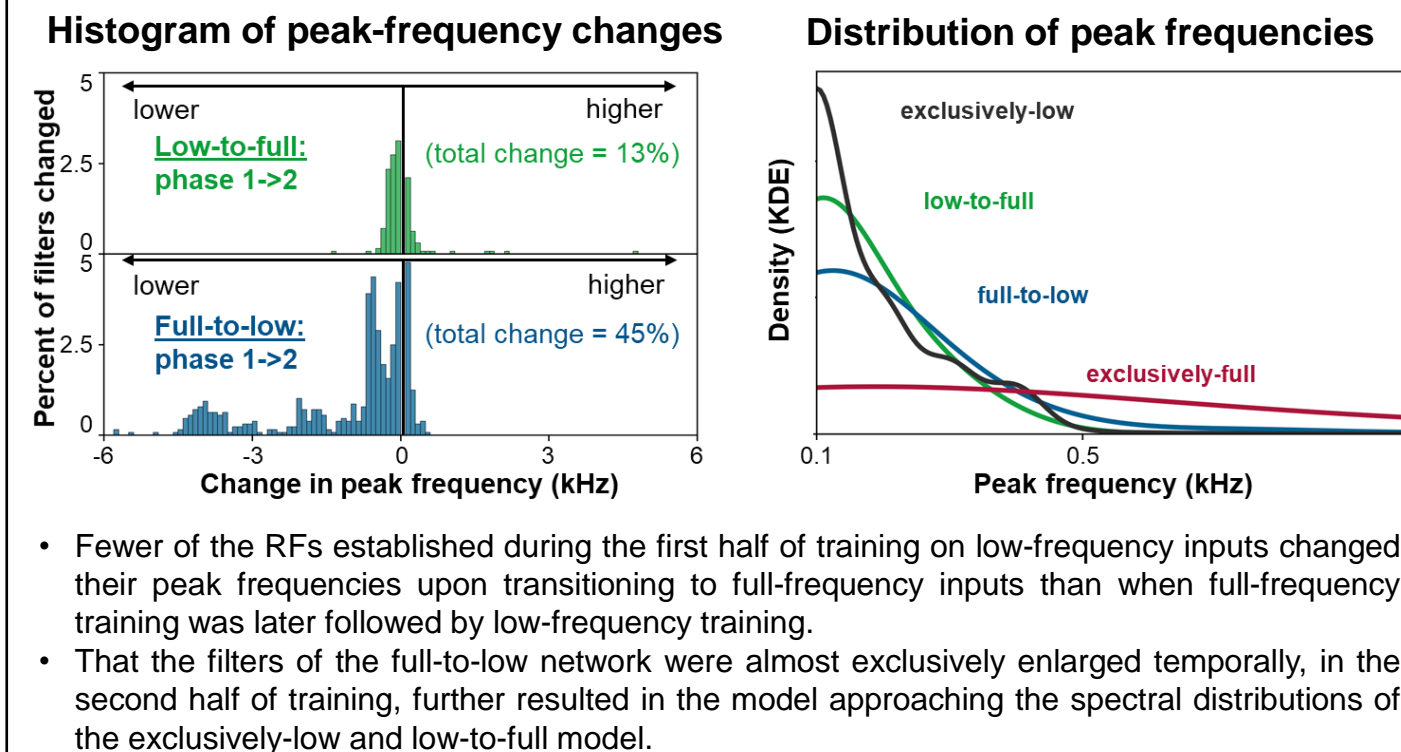 Histogram of peak-frequency changes
Percent of filters changed
5
2.5
0
lower
higher
Low-to-full:
phase 1->2
(total change = 13%)
5
2.5
0
lower
higher
Full-to-low:
phase 1->2
(total change = 45%)
-6
-3
0
3
6
Change in peak frequency (kHz)
Distribution of peak frequencies
Density (KDE)
exclusively-low
low-to-full
full-to-low
exclusively-full
0.1
0.5
Peak frequency (kHz)
• Fewer of the RFs established during the first half of training on low-frequency inputs changed
their peak frequencies upon transitioning to full-frequency inputs than when full-frequency
training was later followed by low-frequency training.
• That the filters of the full-to-low network were almost exclusively enlarged temporally, in the
second half of training, further resulted in the model approaching the spectral distributions of
the exclusively-low and low-to-full model.